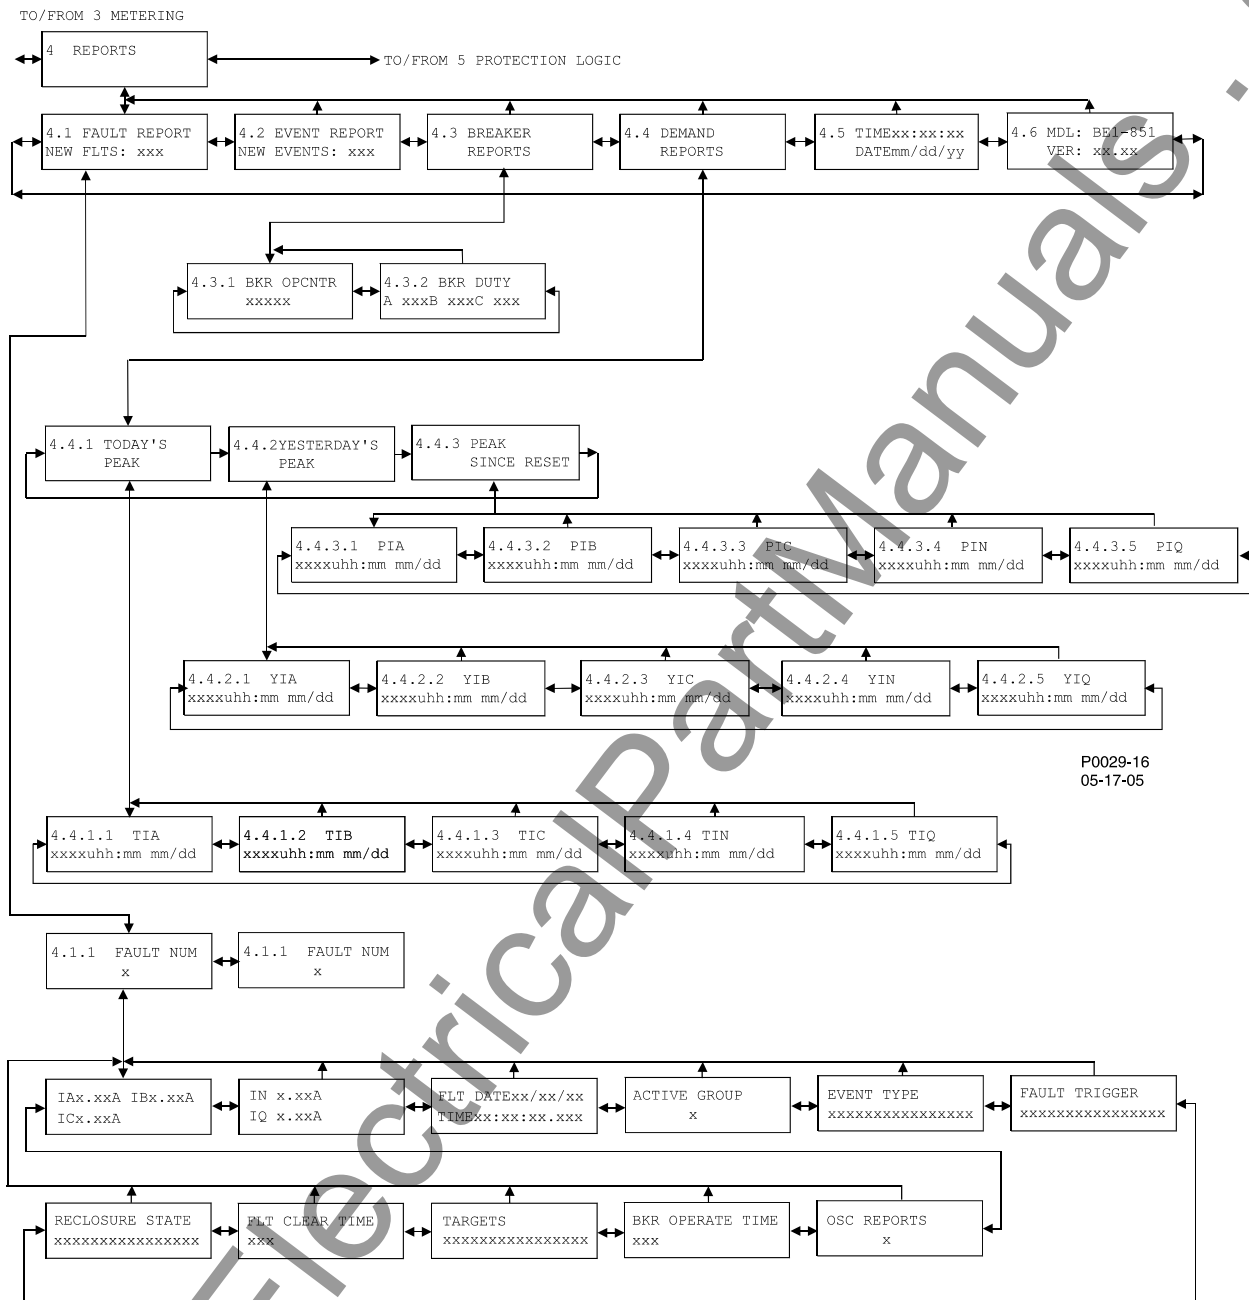 TO/FROM 3 METERING
4 REPORTS
TO/FROM 5 PROTECTION LOGIC
4.1 FAULT REPORT
NEW FLTS: xxx
4.2 EVENT REPORT
NEW EVENTS: xxx
4.3 BREAKER
REPORTS
4.4 DEMAND
REPORTS
4.5 TIMExx:xx:xx
DATEmm/dd/yy
4.6 MDL: BE1-851
VER: xx.xx
4.3.1 BKR OPCNTR
xxxxx
4.3.2 BKR DUTY
A xxxB xxxC xxx
4.4.1 TODAY'S
PEAK
4.4.2YESTERDAY'S
PEAK
4.4.3 PEAK
SINCE RESET
4.4.3.1 PIA
xxxxuhh:mm mm/dd
4.4.3.2 PIB
xxxxuhh:mm mm/dd
4.4.3.3 PIC
xxxxuhh:mm mm/dd
4.4.3.4 PIN
xxxxuhh:mm mm/dd
4.4.3.5 PIQ
xxxxuhh:mm mm/dd
4.4.2.1 YIA
xxxxuhh:mm mm/dd
4.4.2.2 YIB
xxxxuhh:mm mm/dd
4.4.2.3 YIC
xxxxuhh:mm mm/dd
4.4.2.4 YIN
xxxxuhh:mm mm/dd
4.4.2.5 YIQ
xxxxuhh:mm mm/dd
P0029-16
05-17-05
4.4.1.1 TIA
xxxxuhh:mm mm/dd
4.4.1.2 TIB
xxxxuhh:mm mm/dd
4.4.1.3 TIC
xxxxuhh:mm mm/dd
4.4.1.4 TIN
xxxxuhh:mm mm/dd
4.4.1.5 TIQ
xxxxuhh:mm mm/dd
4.1.1 FAULT NUM
x
4.1.1 FAULT NUM
x
IAx.xxA IBx.xxA
ICx.xxA
IN x.xxA
IQ x.xxA
FLT DATExx/xx/xx
TIMExx:xx:xx.xxx
ACTIVE GROUP
x
EVENT TYPE
xxxxxxxxxxxxxxxx
FAULT TRIGGER
xxxxxxxxxxxxxxxx
RECLOSURE STATE
xxxxxxxxxxxxxxxx
FLT CLEAR TIME
xxx
TARGETS
xxxxxxxxxxxxxxxx
BKR OPERATE TIME
xxx
OSC REPORTS
x
ElectricalPartManuals .